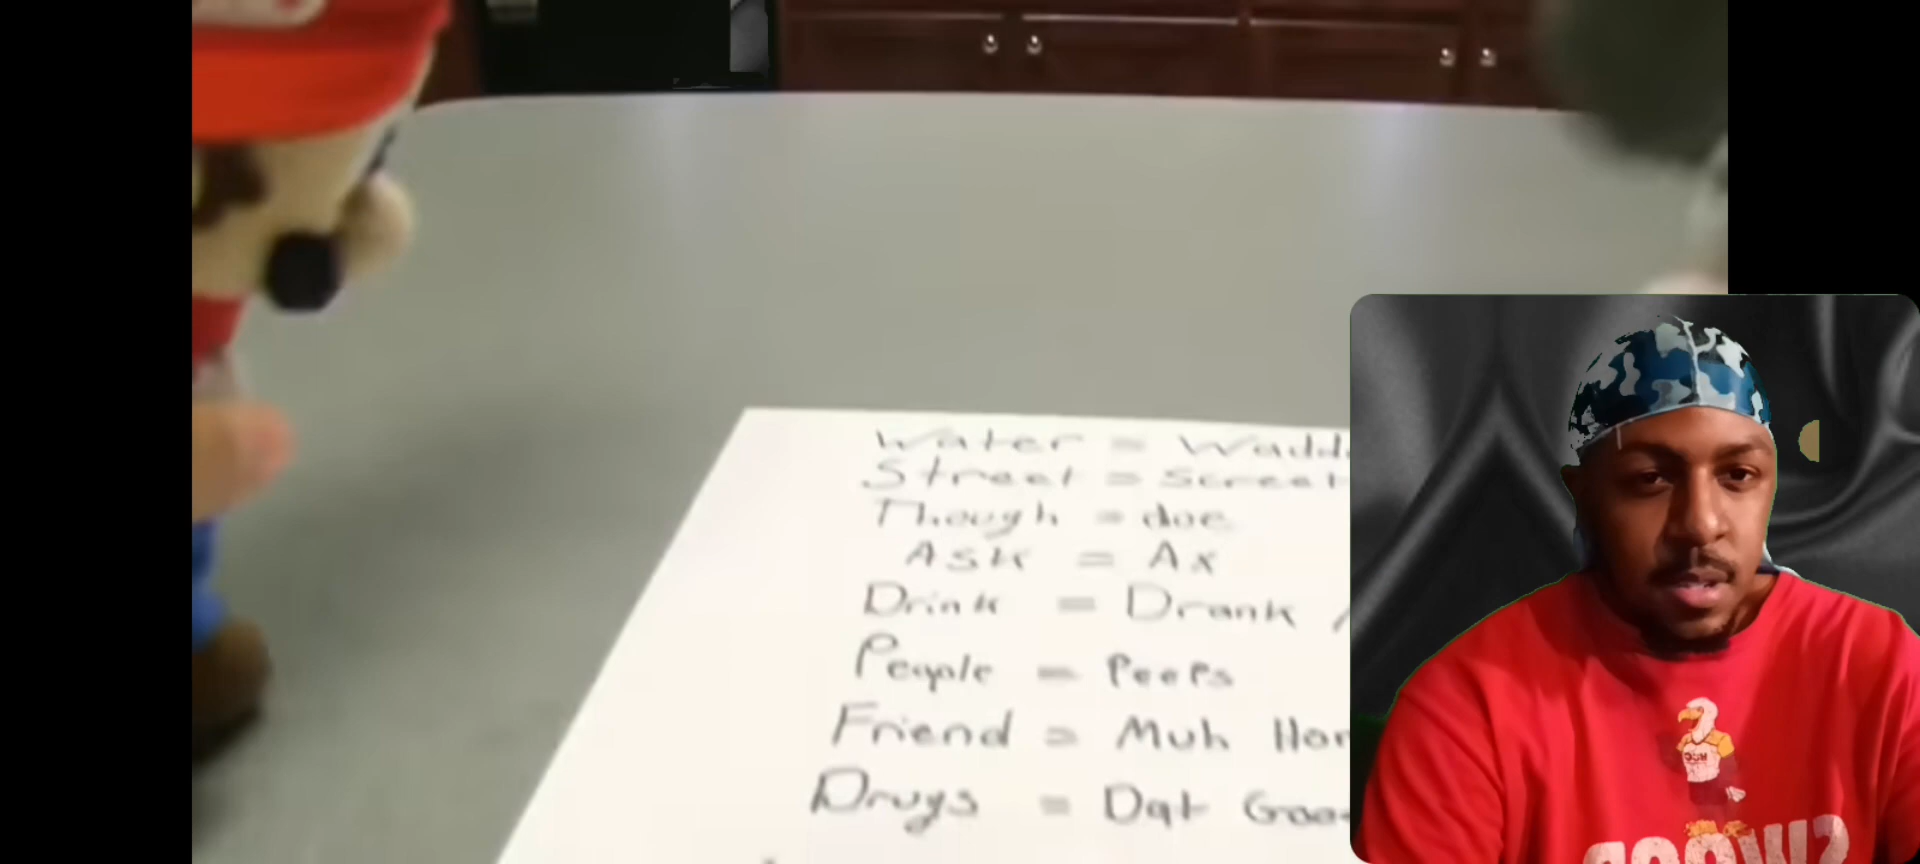 Water = Wadd
Street = Screet
Though = doe
Ask = Ax
Drink = Drank /
People = Peeps
Friend = Muh Hom
Drugs = Dat Goo